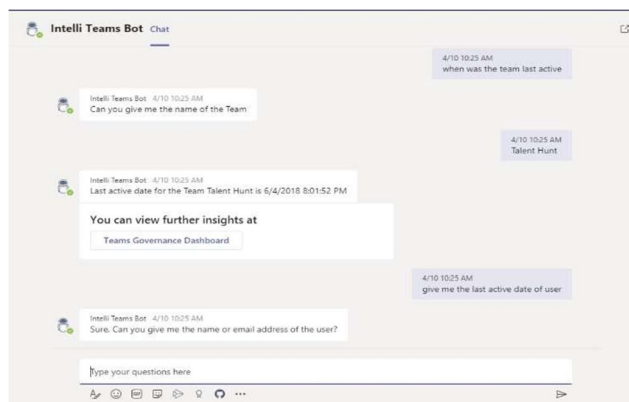 Intelli Teams Bot Chat
4/10 10:25 AM
when was the team last active
Intelli Teams Bot 4/10 10:25 AM
Can you give me the name of the Team
4/10 10:25 AM
Talent Hunt
Intelli Teams Bot 4/10 10:25 AM
Last active date for the Team Talent Hunt is 6/4/2018 8:01:52 PM
You can view further insights at
Teams Governance Dashboard
4/10 10:25 AM
give me the last active date of user
Intelli Teams Bot 4/10 10:25 AM
Sure. Can you give me the name or email address of the user?
Type your questions here